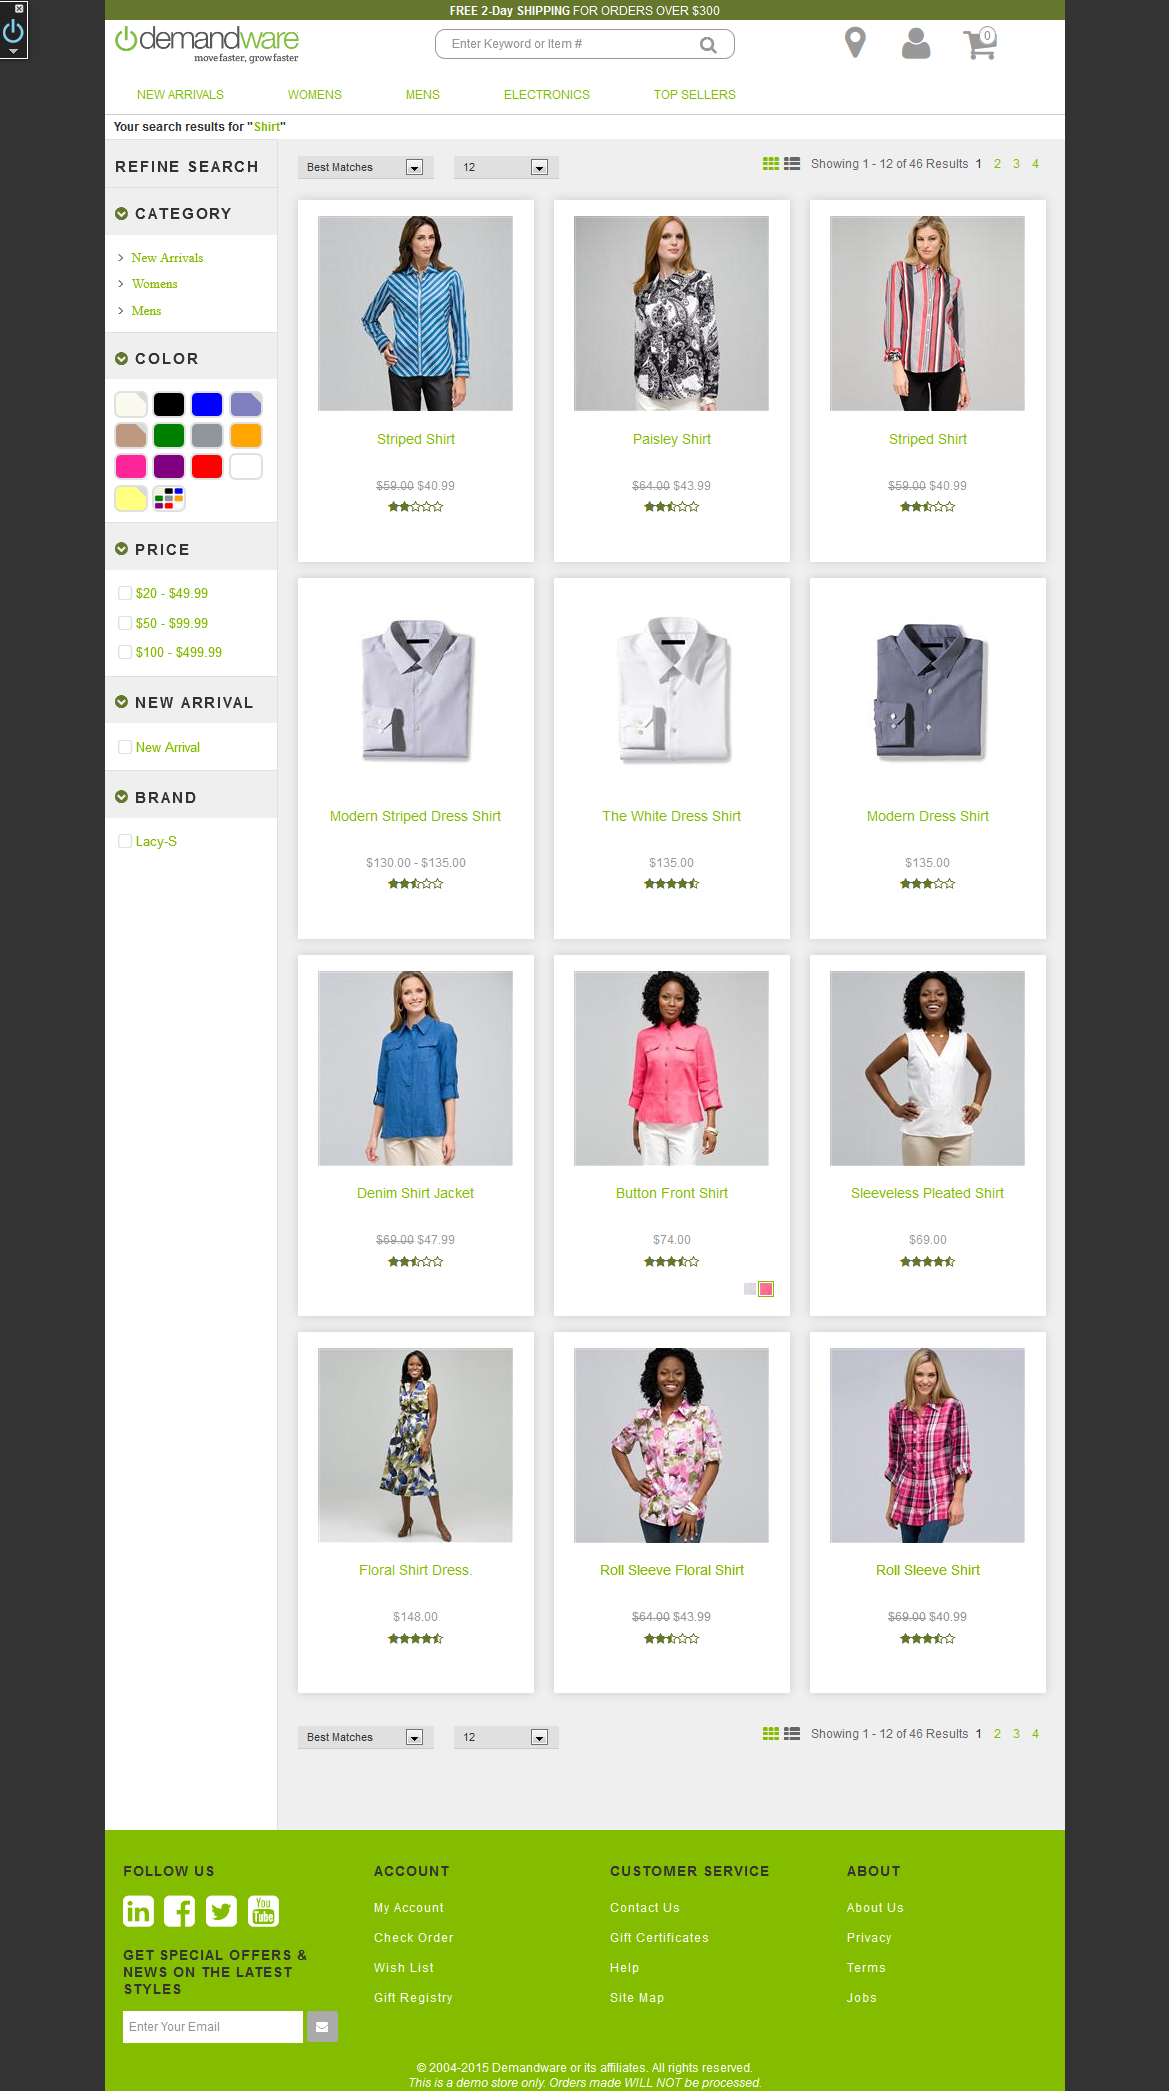 FREE 2-Day SHIPPING FOR ORDERS OVER $300
demandware
move faster, grow faster
Enter Keyword or Item #
0
NEW ARRIVALS WOMENS MENS ELECTRONICS TOP SELLERS
Your search results for "Shirt"
REFINE SEARCH
CATEGORY
New Arrivals
Womens
Mens
COLOR
PRICE
$20 - $49.99
$50 - $99.99
$100 - $499.99
NEW ARRIVAL
New Arrival
BRAND
Lacy-S
Best Matches 12 Showing 1 - 12 of 46 Results 1 2 3 4
Striped Shirt
$59.00 $40.99
Paisley Shirt
$64.00 $43.99
Striped Shirt
$59.00 $40.99
Modern Striped Dress Shirt
$130.00 - $135.00
The White Dress Shirt
$135.00
Modern Dress Shirt
$135.00
Denim Shirt Jacket
$69.00 $47.99
Button Front Shirt
$74.00
Sleeveless Pleated Shirt
$69.00
Floral Shirt Dress.
$148.00
Roll Sleeve Floral Shirt
$64.00 $43.99
Roll Sleeve Shirt
$69.00 $40.99
Best Matches 12 Showing 1 - 12 of 46 Results 1 2 3 4
FOLLOW US
in
You
Tube
GET SPECIAL OFFERS &
NEWS ON THE LATEST
STYLES
Enter Your Email
ACCOUNT
My Account
Check Order
Wish List
Gift Registry
CUSTOMER SERVICE
Contact Us
Gift Certificates
Help
Site Map
ABOUT
About Us
Privacy
Terms
Jobs
© 2004-2015 Demandware or its affiliates. All rights reserved.
This is a demo store only. Orders made WILL NOT be processed.